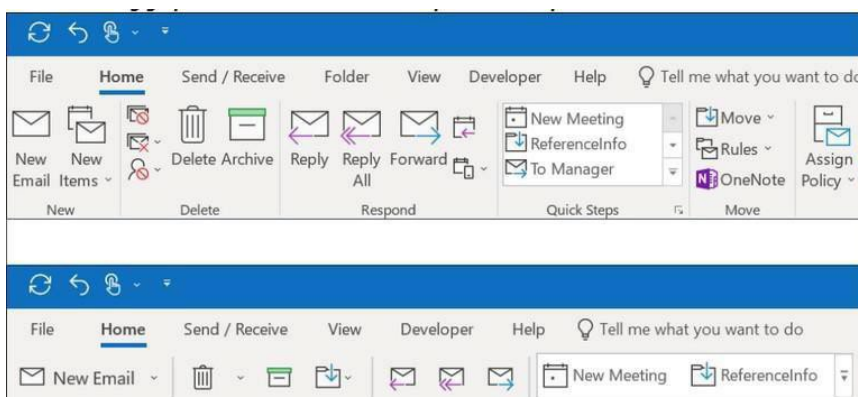 File Home Send / Receive Folder View Developer Help Tell me what you want to do
New Meeting Move
ReferenceInfo Rules
New Email New Items Delete Archive Reply Reply All Forward To Manager OneNote Assign Policy
New Delete Respond Quick Steps Move
File Home Send / Receive View Developer Help Tell me what you want to do
New Email New Meeting ReferenceInfo